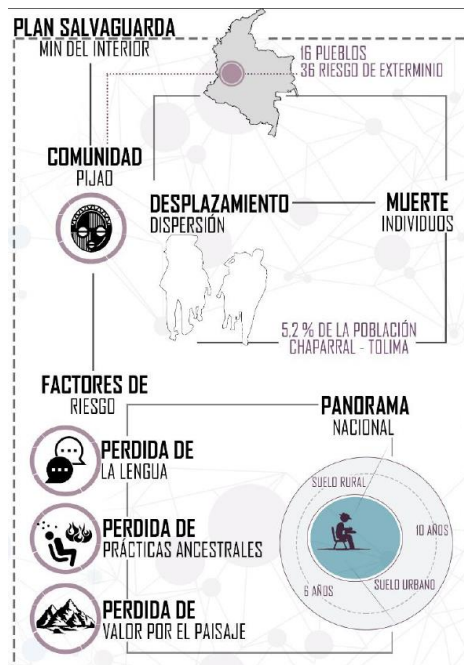 PLAN SALVAGUARDA
MIN DEL INTERIOR
16 PUEBLOS
36 RIESGO DE EXTERMINIO
COMUNIDAD
PIJAO
DESPLAZAMIENTO
DISPERSIÓN
MUERTE
INDIVIDUOS
5.2 % DE LA POBLACIÓN
CHAPARRAL - TOLIMA
FACTORES DE
RIESGO
PERDIDA DE
LA LENGUA
PERDIDA DE
PRÁCTICAS ANCESTRALES
PERDIDA DE
VALOR POR EL PAISAJE
PANORAMA
NACIONAL
SUELO RURAL
10 AÑOS
6 AÑOS
SUELO URBANO